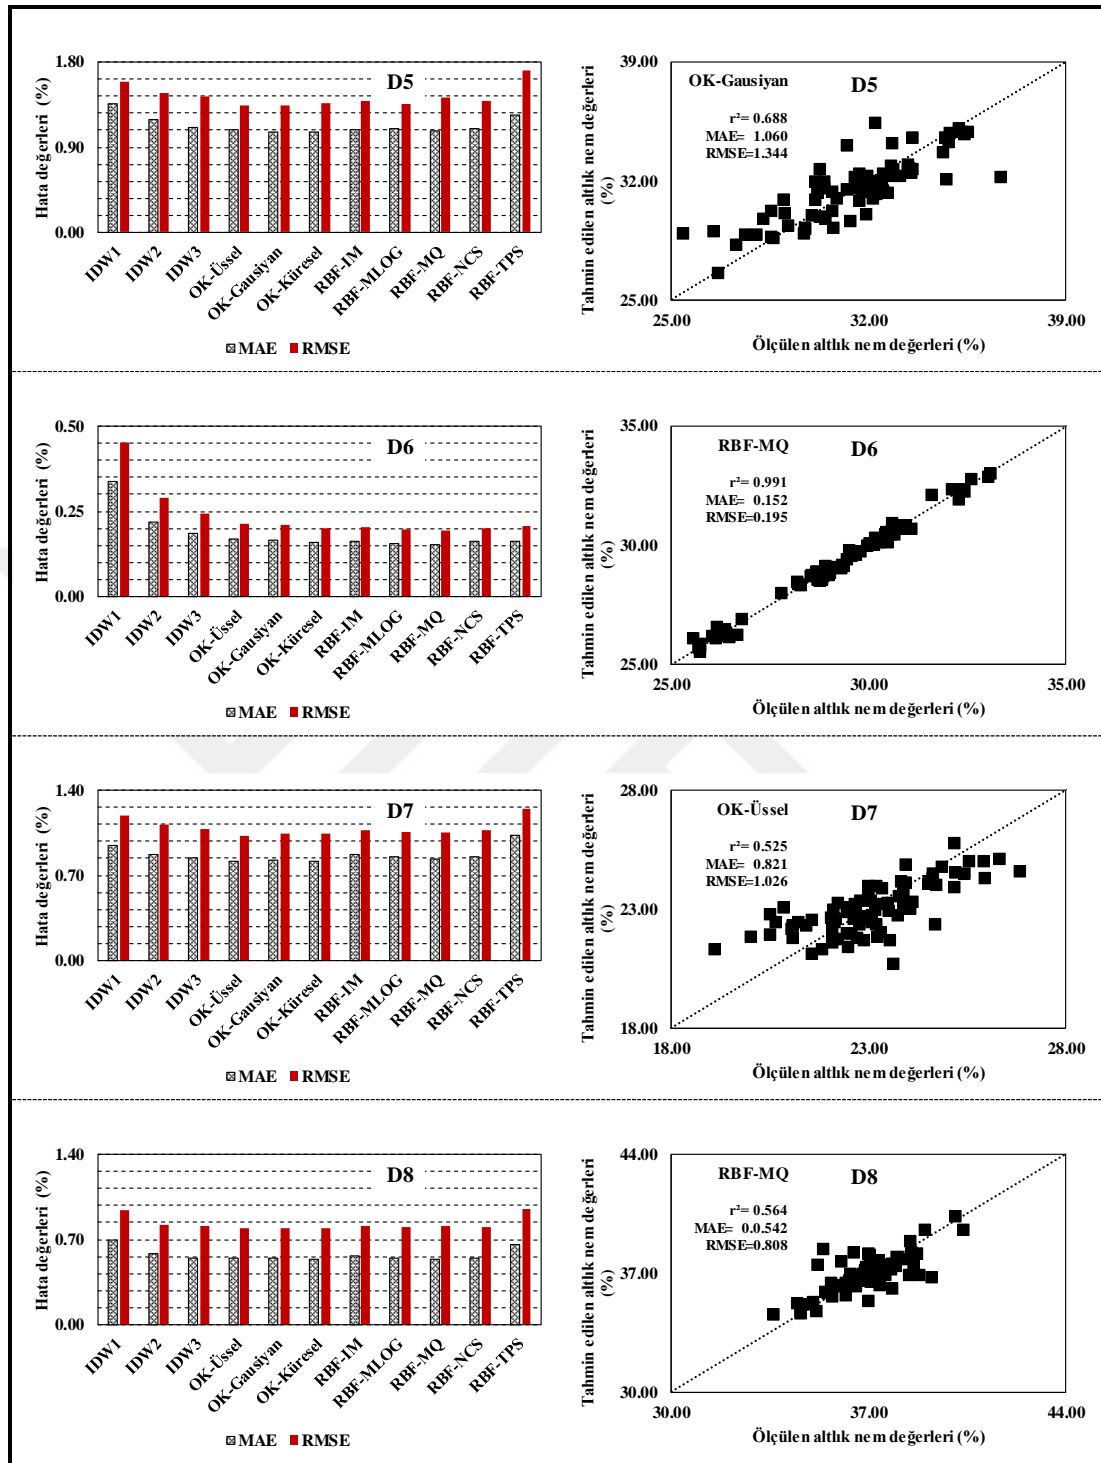 Hata değerleri (%)
1.80
0.90
0.00
D5
IDW1
IDW2
IDW3
OK-Üssel
OK-Gausiyan
OK-Küresel
RBF-IM
RBF-MLOG
RBF-MQ
RBF-NCS
RBF-TPS
MAE RMSE
Tahmin edilen altlık nem değerleri
(%)
39.00
32.00
25.00
OK-Gausiyan D5
r²= 0.688
MAE= 1.060
RMSE=1.344
25.00 32.00 39.00
Ölçülen altlık nem değerleri (%)
Hata değerleri (%)
0.50
0.25
0.00
D6
IDW1
IDW2
IDW3
OK-Üssel
OK-Gausiyan
OK-Küresel
RBF-IM
RBF-MLOG
RBF-MQ
RBF-NCS
RBF-TPS
MAE RMSE
Tahmin edilen altlık nem değerleri
(%)
35.00
30.00
25.00
RBF-MQ D6
r²= 0.991
MAE= 0.152
RMSE=0.195
25.00 30.00 35.00
Ölçülen altlık nem değerleri (%)
Hata değerleri (%)
1.40
0.70
0.00
D7
IDW1
IDW2
IDW3
OK-Üssel
OK-Gausiyan
OK-Küresel
RBF-IM
RBF-MLOG
RBF-MQ
RBF-NCS
RBF-TPS
MAE RMSE
Tahmin edilen altlık nem değerleri
(%)
28.00
23.00
18.00
OK-Üssel D7
r²= 0.525
MAE= 0.821
RMSE=1.026
18.00 23.00 28.00
Ölçülen altlık nem değerleri (%)
Hata değerleri (%)
1.40
0.70
0.00
D8
IDW1
IDW2
IDW3
OK-Üssel
OK-Gausiyan
OK-Küresel
RBF-IM
RBF-MLOG
RBF-MQ
RBF-NCS
RBF-TPS
MAE RMSE
Tahmin edilen altlık nem değerleri
(%)
44.00
37.00
30.00
RBF-MQ D8
r²= 0.564
MAE= 0.0.542
RMSE=0.808
30.00 37.00 44.00
Ölçülen altlık nem değerleri (%)